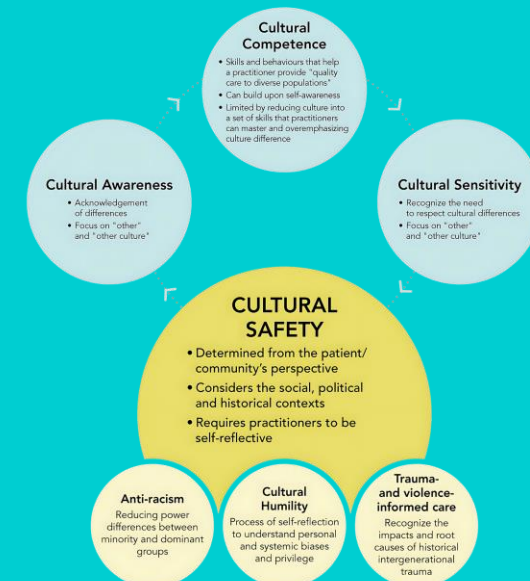 Cultural
Competence
• Skills and behaviours that help
a practitioner provide "quality
care to diverse populations"
• Can build upon self-awareness
• Limited by reducing culture into
a set of skills that practitioners
can master and overemphasizing
culture difference
Cultural Awareness
• Acknowledgement
of differences
• Focus on "other"
and "other culture"
Cultural Sensitivity
• Recognize the need
to respect cultural differences
• Focus on "other"
and "other culture"
CULTURAL
SAFETY
• Determined from the patient/
community's perspective
• Considers the social, political
and historical contexts
• Requires practitioners to be
self-reflective
Anti-racism
Reducing power
differences between
minority and dominant
groups
Cultural
Humility
Process of self-reflection
to understand personal
and systemic biases
and privilege
Trauma-
and violence-
informed care
Recognize the
impacts and root
causes of historical
intergenerational
trauma